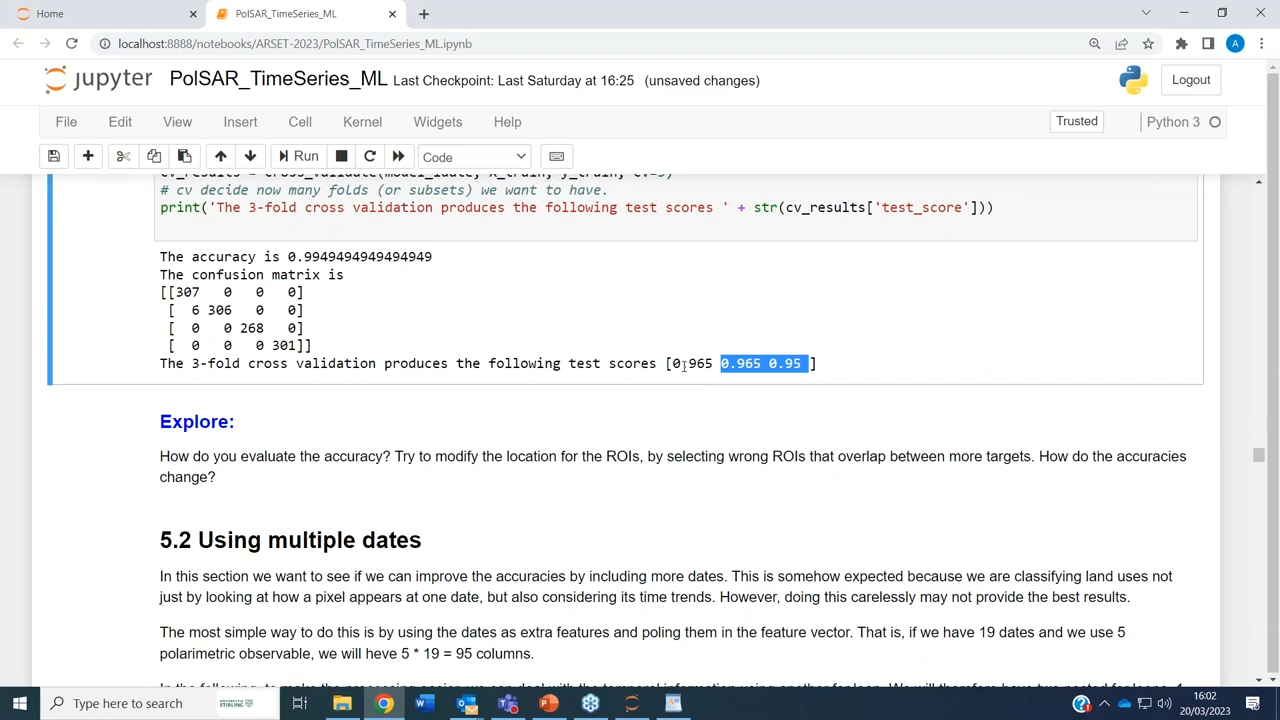 Home
PolSAR_TimeSeries_ML
localhost:8888/notebooks/ARSET-2023/PolSAR_TimeSeries_ML.ipynb
A
jupyter PolSAR_TimeSeries_ML Last Checkpoint: Last Saturday at 16:25 (unsaved changes)
Logout
File Edit View Insert Cell Kernel Widgets Help
Trusted
Python 3
Run
Code
# cv decide now many folds (or subsets) we want to have.
print('The 3-fold cross validation produces the following test scores ' + str(cv_results['test_score']))
The accuracy is 0.9949494949494949
The confusion matrix is
[[307 0 0 0]
[ 6 306 0 0]
[ 0 0 268 0]
[ 0 0 0 301]]
The 3-fold cross validation produces the following test scores [0.965 0.965 0.95 ]
Explore:
How do you evaluate the accuracy? Try to modify the location for the ROIs, by selecting wrong ROIs that overlap between more targets. How do the accuracies
change?
5.2 Using multiple dates
In this section we want to see if we can improve the accuracies by including more dates. This is somehow expected because we are classifying land uses not
just by looking at how a pixel appears at one date, but also considering its time trends. However, doing this carelessly may not provide the best results.
The most simple way to do this is by using the dates as extra features and poling them in the feature vector. That is, if we have 19 dates and we use 5
polarimetric observable, we will heve 5 * 19 = 95 columns.
Type here to search
STIRLING
16:02
20/03/2023